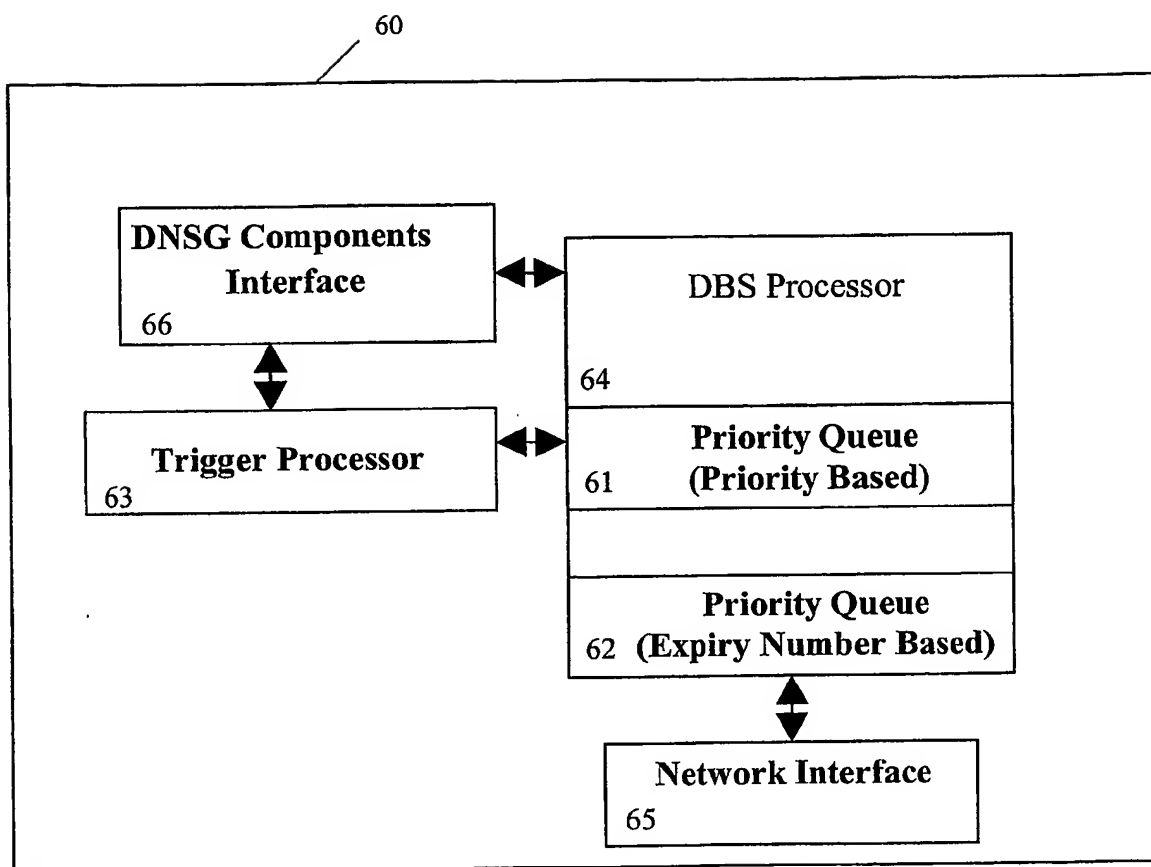 60
DNSG Components
Interface
66
DBS Processor
64
Trigger Processor
63
Priority Queue
(Priority Based)
61
Priority Queue
(Expiry Number Based)
62
Network Interface
65